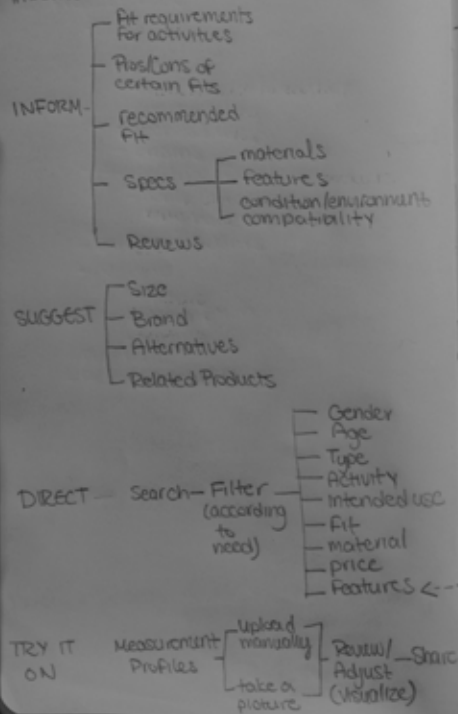 Fit requirements
for activities
Pros/Cons of
certain fits
INFORM
recommended
fit
Specs
materials
features
condition/environment
compatibility
Reviews
SUGGEST
Size
Brand
Alternatives
Related Products
DIRECT
Search
Filter
(according
to
need)
Gender
Age
Type
Activity
Intended use
Fit
material
price
Features
TRY IT
ON
Measurement
Profiles
upload
manually
take a
picture
Review/
Adjust
(visualize)
Share